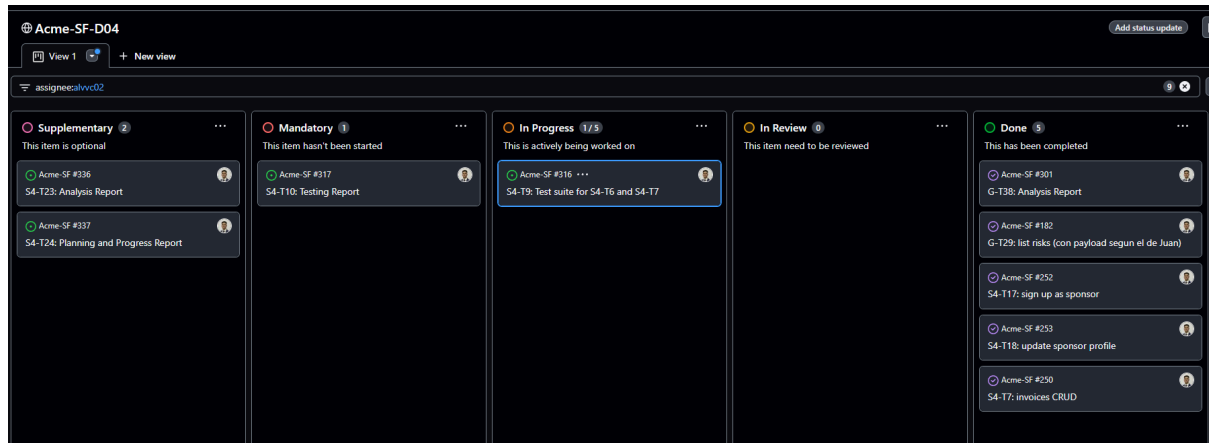 Acme-SF-D04
Add status update
View 1
+ New view
assignee:alvvc02
9
Supplementary 2 ...
This item is optional
Acme-SF #336
S4-T23: Analysis Report
Acme-SF #337
S4-T24: Planning and Progress Report
Mandatory 1 ...
This item hasn't been started
Acme-SF #317
S4-T10: Testing Report
In Progress 1/5 ...
This is actively being worked on
Acme-SF #316 ...
S4-T9: Test suite for S4-T6 and S4-T7
In Review 0 ...
This item need to be reviewed
Done 5 ...
This has been completed
Acme-SF #301
G-T38: Analysis Report
Acme-SF #182
G-T29: list risks (con payload segun el de Juan)
Acme-SF #252
S4-T17: sign up as sponsor
Acme-SF #253
S4-T18: update sponsor profile
Acme-SF #250
S4-T7: invoices CRUD